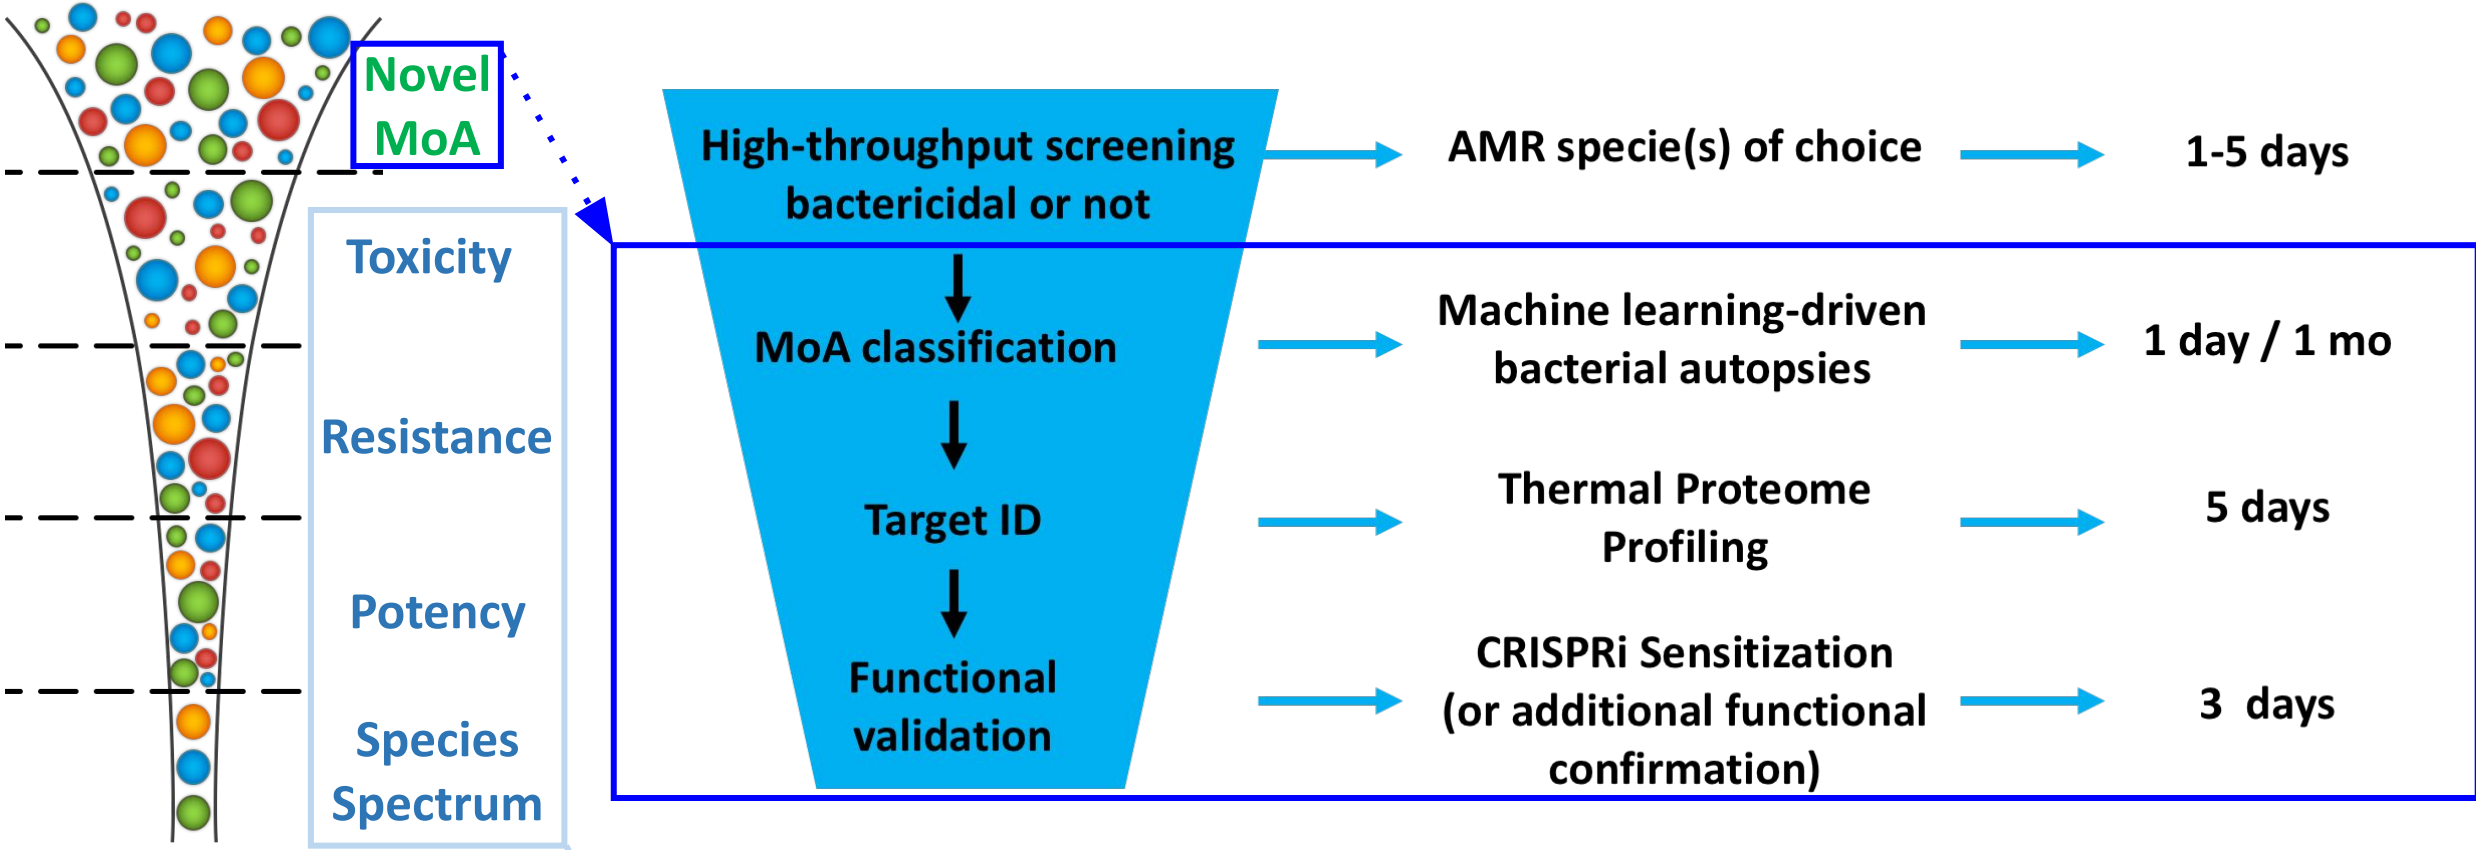 Novel
MoA
Toxicity
Resistance
Potency
Species
Spectrum
High-throughput screening
bactericidal or not
AMR specie(s) of choice
1-5 days
MoA classification
Machine learning-driven
bacterial autopsies
1 day / 1 mo
Target ID
Thermal Proteome
Profiling
5 days
Functional
validation
CRISPRi Sensitization
(or additional functional
confirmation)
3 days